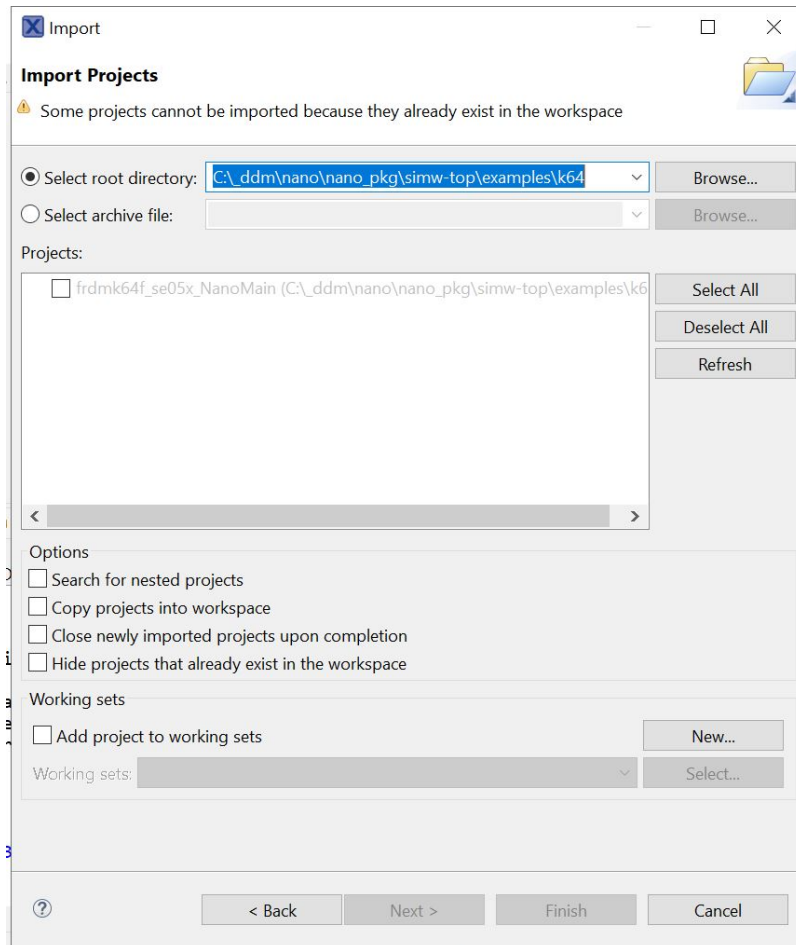 Import
Import Projects
Some projects cannot be imported because they already exist in the workspace
Select root directory: C:\_ddm\nano\nano_pkg\simw-top\examples\k64 Browse...
Select archive file: Browse...
Projects:
frdmk64f_se05x_NanoMain (C:\_ddm\nano\nano_pkg\simw-top\examples\k6
Select All
Deselect All
Refresh
Options
Search for nested projects
Copy projects into workspace
Close newly imported projects upon completion
Hide projects that already exist in the workspace
Working sets
Add project to working sets New...
Working sets: Select...
? < Back Next > Finish Cancel